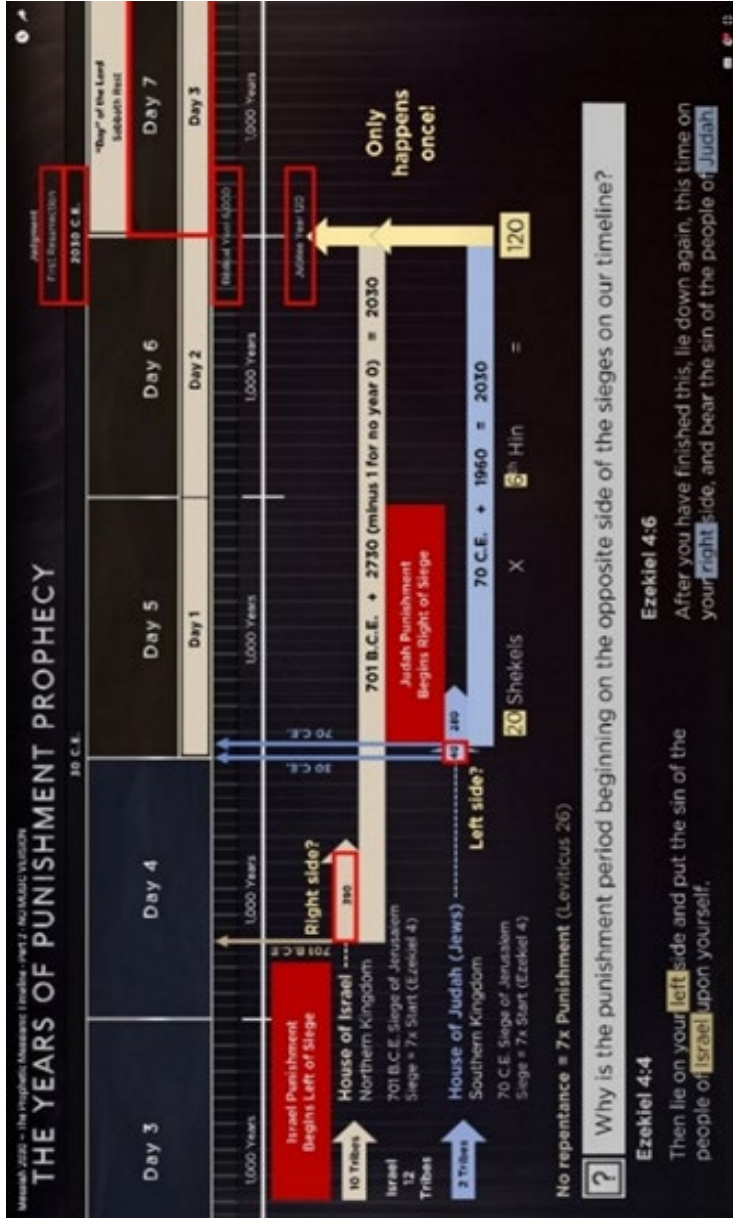 Messiah 2030 – The Prophetic Messianic Timeline - Part 2 - NO MUSIC VERSION
THE YEARS OF PUNISHMENT PROPHECY
30 C.E.
Judgment
First Resurrection
2030 C.E.
Day 3
Day 4
Day 5
Day 6
"Day" of the Lord
Sabbath Rest
Day 7
Day 1
Day 2
Day 3
1,000 Years
1,000 Years
1,000 Years
1,000 Years
1,000 Years
Year 6,000
Jubilee Year 120
Israel Punishment
Begins Left of Siege
701 B.C.E
30 C.E.
70 C.E.
Right side?
Only
happens
once!
10 Tribes
House of Israel
Northern Kingdom
390
701 B.C.E. + 2730 (minus 1 for no year 0) = 2030
701 B.C.E. Siege of Jerusalem
Siege = 7x Start (Ezekiel 4)
Israel
12
Tribes
Judah Punishment
Begins Right of Siege
2 Tribes
House of Judah (Jews)
Southern Kingdom
40
280
Left side?
70 C.E. + 1960 = 2030
70 C.E. Siege of Jerusalem
Siege = 7x Start (Ezekiel 4)
20 Shekels X 6th Hin = 120
No repentance = 7x Punishment (Leviticus 26)
? Why is the punishment period beginning on the opposite side of the sieges on our timeline?
Ezekiel 4:4
Then lie on your left side and put the sin of the
people of Israel upon yourself.
Ezekiel 4:6
After you have finished this, lie down again, this time on
your right side, and bear the sin of the people of Judah